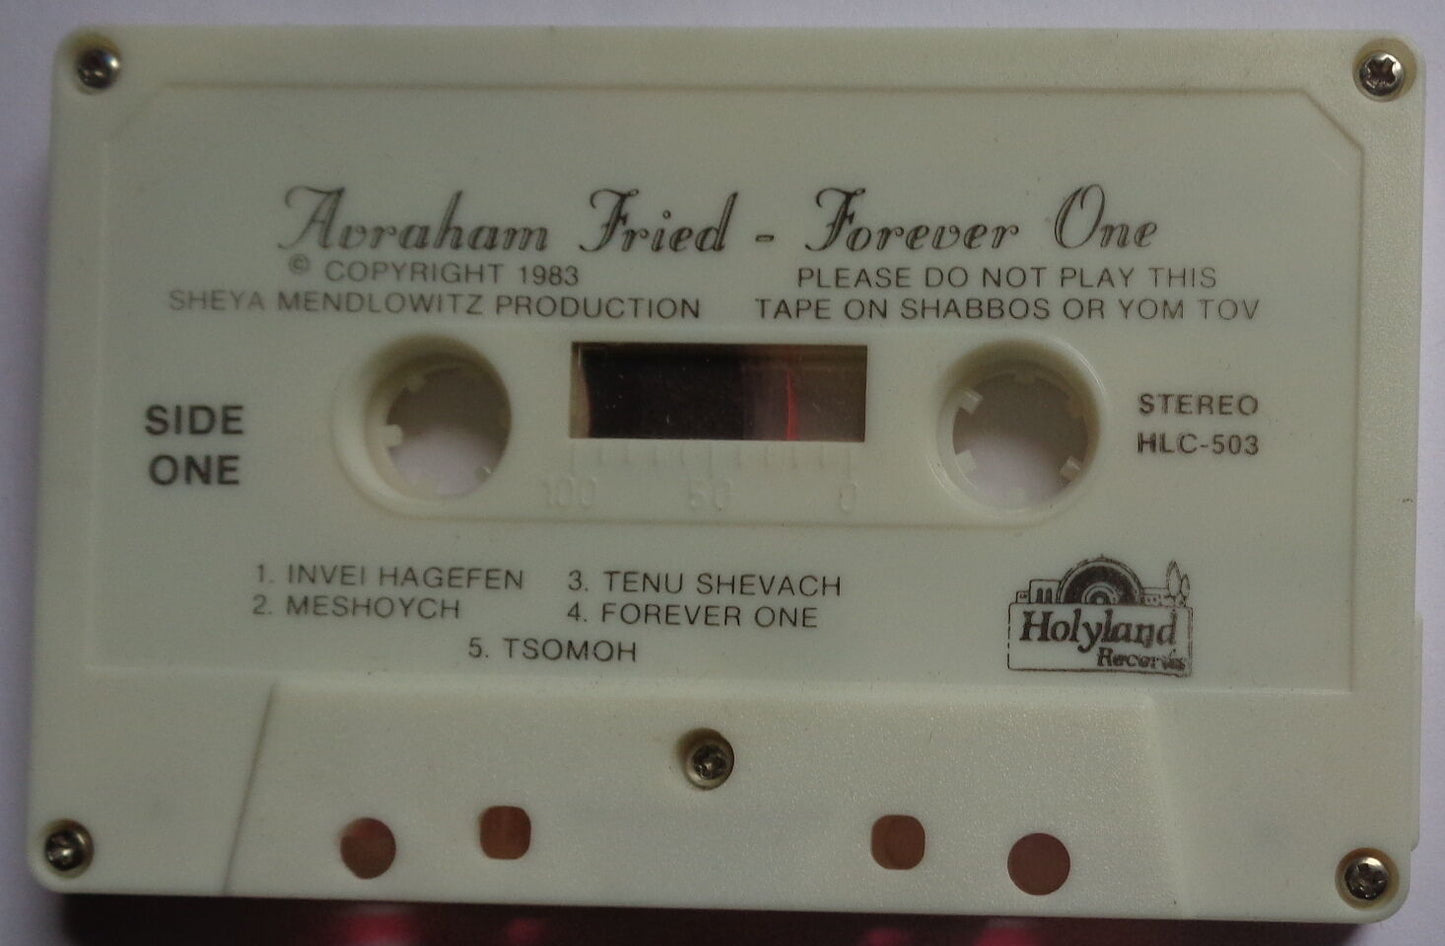 Avraham Fried - Forever One
© COPYRIGHT 1983
SHEYA MENDLOWITZ PRODUCTION
PLEASE DO NOT PLAY THIS
TAPE ON SHABBOS OR YOM TOV
SIDE
ONE
STEREO
HLC-503
100 50 0
1. INVEI HAGEFEN
2. MESHOYCH
3. TENU SHEVACH
4. FOREVER ONE
5. TSOMOH
Holyland
Records